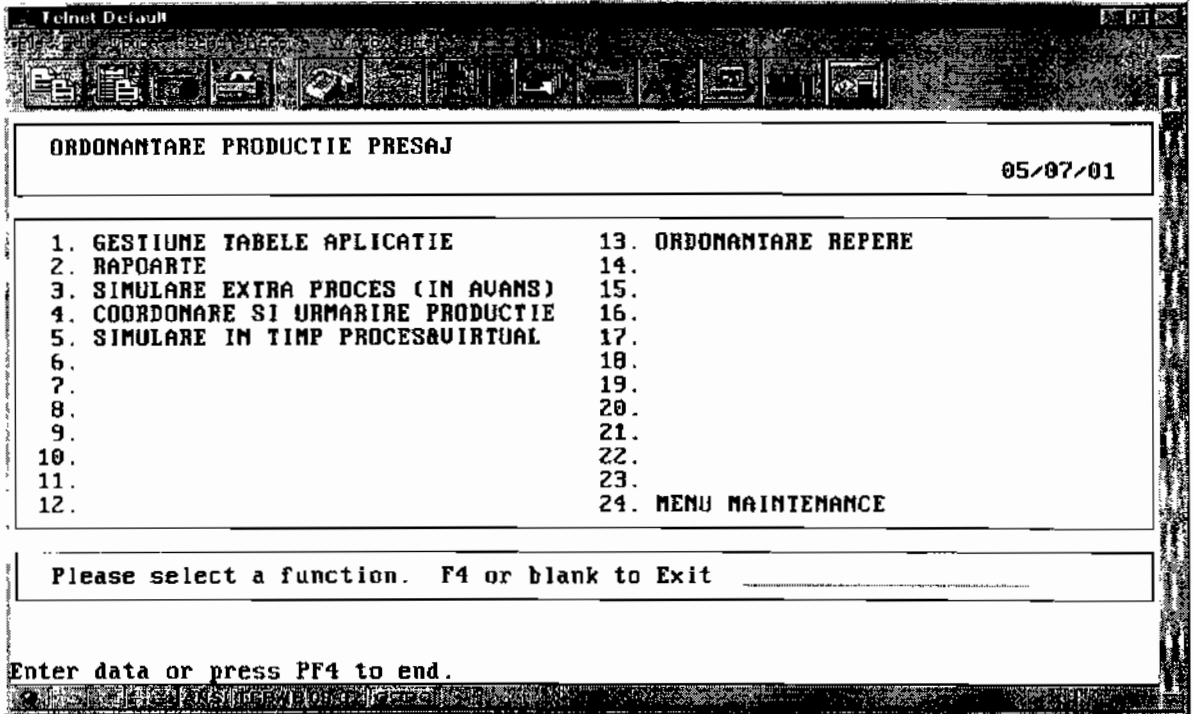 Telnet Default
ORDONANTARE PRODUCTIE PRESAJ
05/07/01
1. GESTIUNE TABELE APLICATIE
2. RAPOARTE
3. SIMULARE EXTRA PROCES (IN AVANS)
4. COORDONARE SI URMARIRE PRODUCTIE
5. SIMULARE IN TIMP PROCES&VIRTUAL
6.
7.
8.
9.
10.
11.
12.
13. ORDONANTARE REPERE
14.
15.
16.
17.
18.
19.
20.
21.
22.
23.
24. MENU MAINTENANCE
Please select a function. F4 or blank to Exit
Enter data or press PF4 to end.